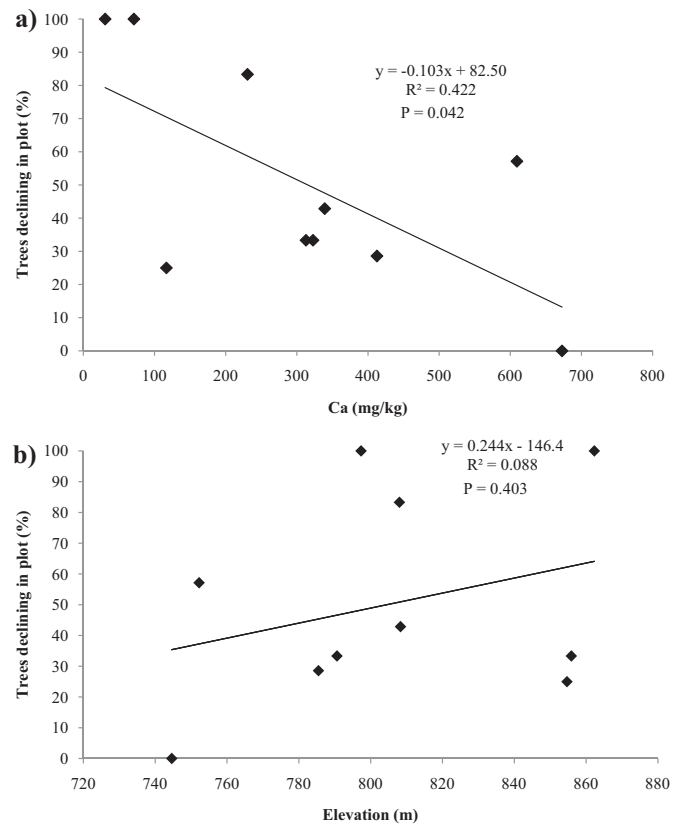 a)
100
90
80
70
60
50
40
30
20
10
0
Trees declining in plot (%)
y = -0.103x + 82.50
R² = 0.422
P = 0.042
0 100 200 300 400 500 600 700 800
Ca (mg/kg)
b)
100
90
80
70
60
50
40
30
20
10
0
Trees declining in plot (%)
y = 0.244x - 146.4
R² = 0.088
P = 0.403
720 740 760 780 800 820 840 860 880
Elevation (m)